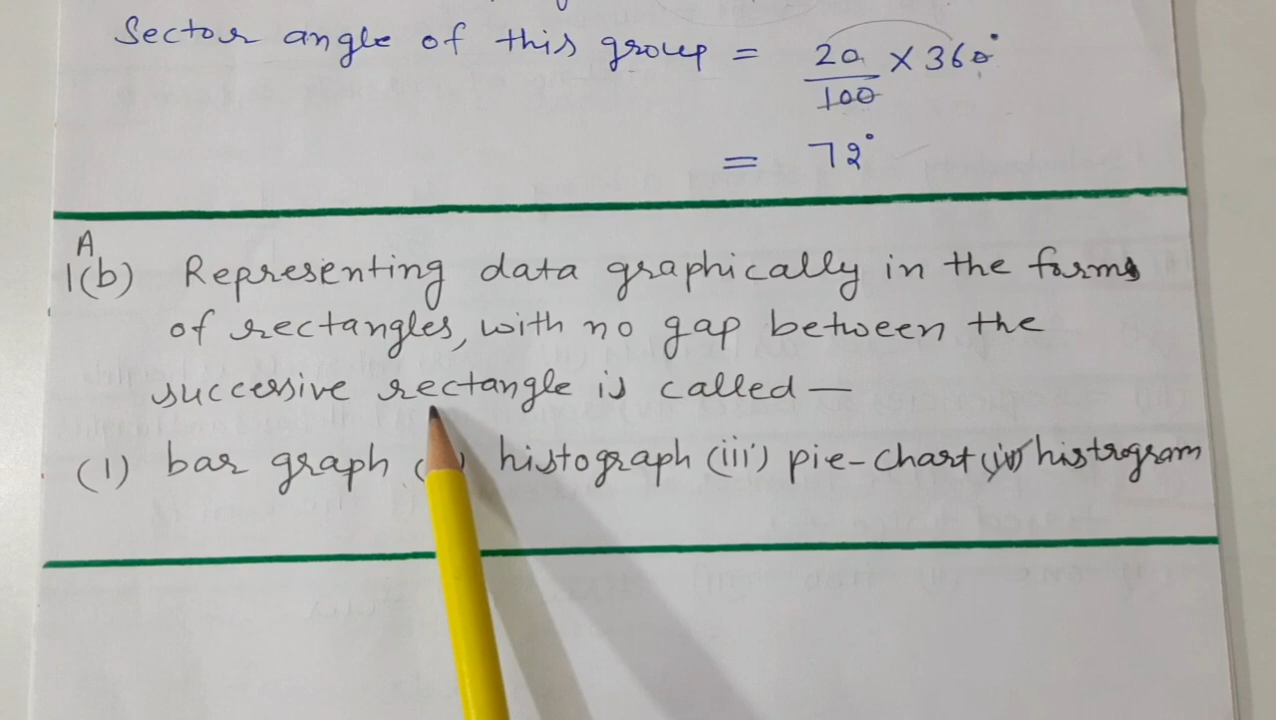 Sector angle of this group = 20/100 × 360°
= 72°
A
1(b) Representing data graphically in the forms
of rectangles, with no gap between the
successive rectangle is called —
(i) bar graph ( ) histograph (iii) pie-chart (iv) histrogram